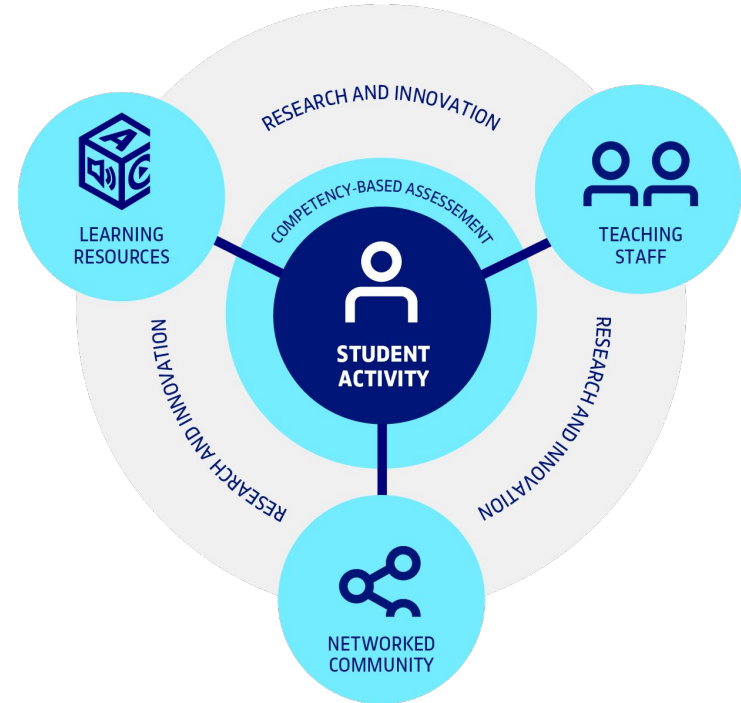 RESEARCH AND INNOVATION
COMPETENCY-BASED ASSESSEMENT
LEARNING
RESOURCES
TEACHING
STAFF
STUDENT
ACTIVITY
RESEARCH AND INNOVATION
RESEARCH AND INNOVATION
NETWORKED
COMMUNITY